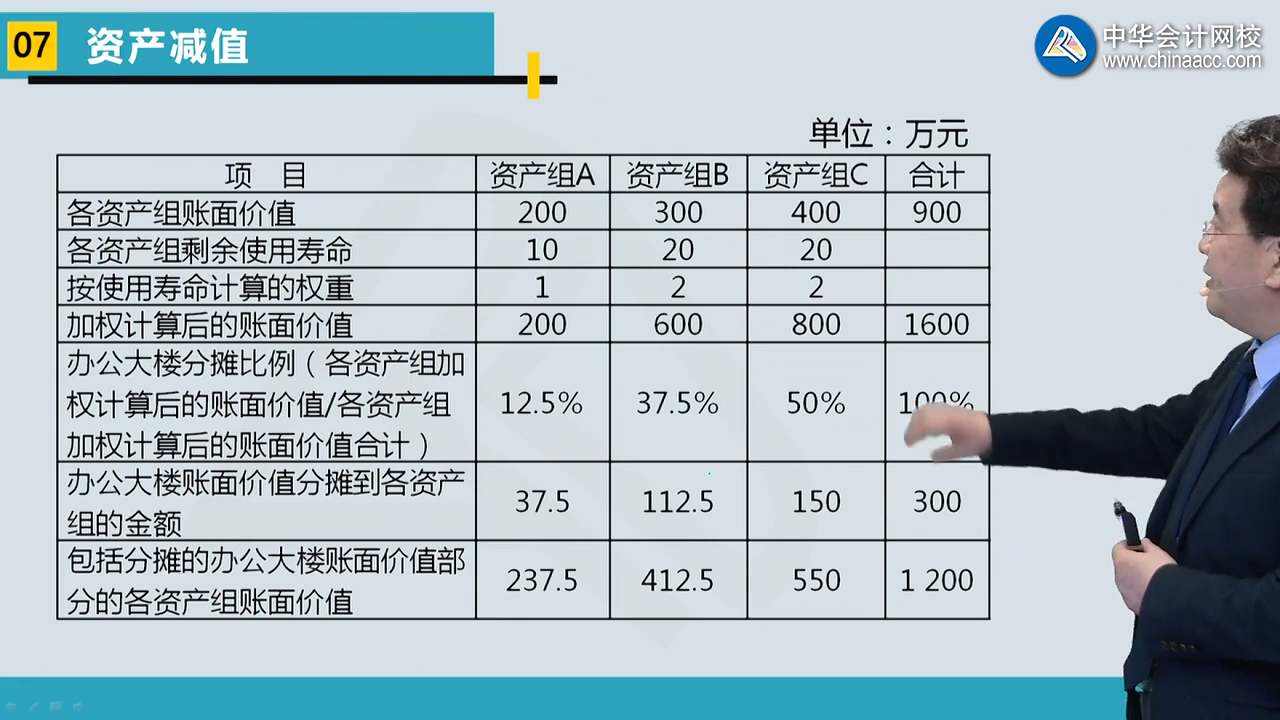 07 资产减值
中华会计网校
www.chinaacc.com
单位：万元
项 目 资产组A 资产组B 资产组C 合计
各资产组账面价值 200 300 400 900
各资产组剩余使用寿命 10 20 20
按使用寿命计算的权重 1 2 2
加权计算后的账面价值 200 600 800 1600
办公大楼分摊比例（各资产组加
权计算后的账面价值/各资产组 12.5% 37.5% 50% 100%
加权计算后的账面价值合计）
办公大楼账面价值分摊到各资产
组的金额 37.5 112.5 150 300
包括分摊的办公大楼账面价值部
分的各资产组账面价值 237.5 412.5 550 1 200